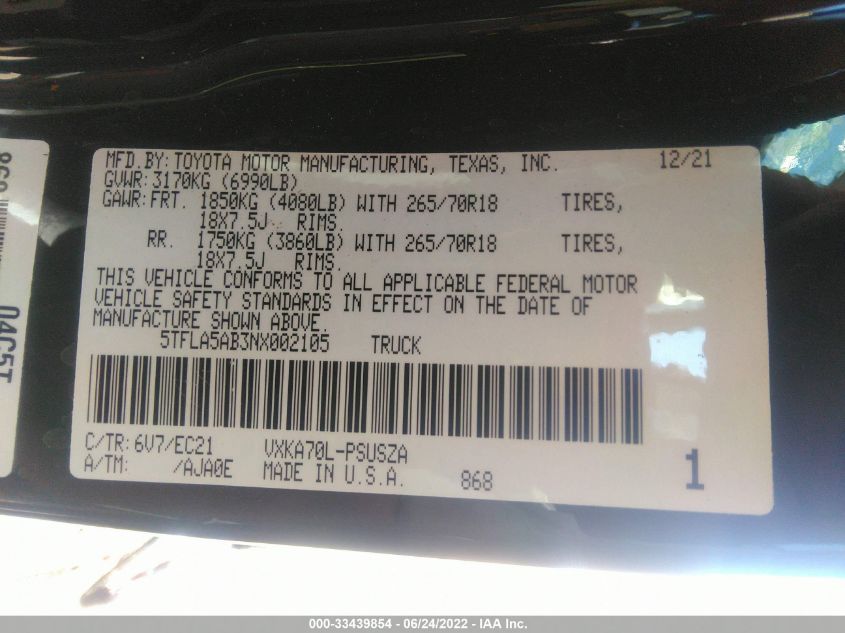 MFD.BY: TOYOTA MOTOR MANUFACTURING, TEXAS, INC. 12/21
GVWR: 3170KG (6990LB)
GAWR: FRT. 1850KG (4080LB) WITH 265/70R18 TIRES,
18X7.5J RIMS.
RR. 1750KG (3860LB) WITH 265/70R18 TIRES,
18X7.5J RIMS.
THIS VEHICLE CONFORMS TO ALL APPLICABLE FEDERAL MOTOR
VEHICLE SAFETY STANDARDS IN EFFECT ON THE DATE OF
MANUFACTURE SHOWN ABOVE.
5TFLA5AB3NX002105 TRUCK
C/TR: 6V7/EC21 VXKA70L-PSUSZA
A/TM: /AJA0E MADE IN U.S.A. 868 1
04C5T
000-33439854 - 06/24/2022 - IAA Inc.